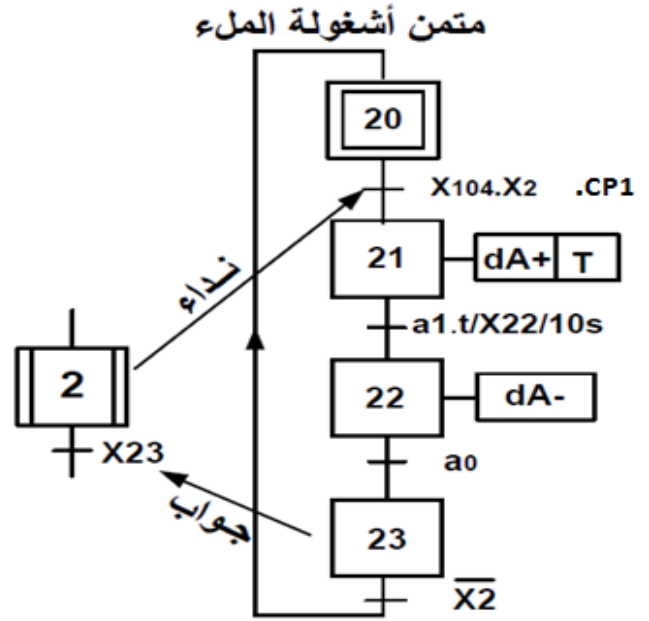 متمن أشغولة الملء
20
X104.X2 .CP1
21
dA+ T
نداء
a1.t/X22/10s
2
22
dA-
X23
a0
جواب
23
X2̅